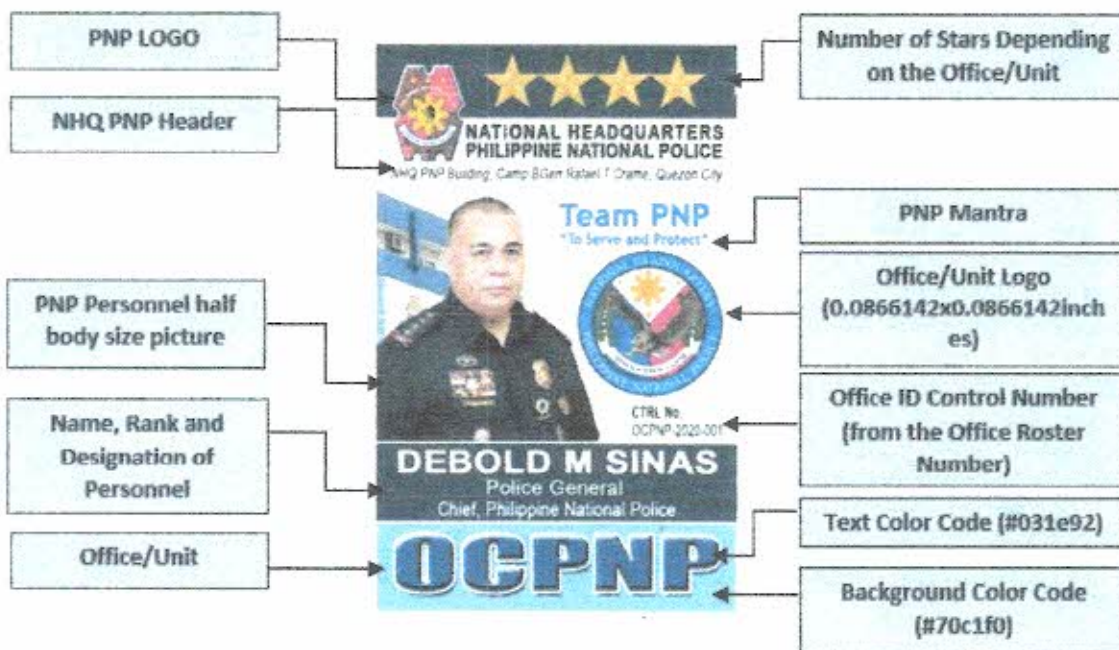 PNP LOGO
NHQ PNP Header
PNP Personnel half
body size picture
Name, Rank and
Designation of
Personnel
Office/Unit
NATIONAL HEADQUARTERS
PHILIPPINE NATIONAL POLICE
NHQ PNP Building, Camp BGen Rafael T Crame, Quezon City
Team PNP
"To Serve and Protect"
CTRL No.
OCPNP-2020-001
DEBOLD M SINAS
Police General
Chief, Philippine National Police
OCPNP
Number of Stars Depending
on the Office/Unit
PNP Mantra
Office/Unit Logo
(0.0866142x0.0866142inch
es)
Office ID Control Number
(from the Office Roster
Number)
Text Color Code (#031e92)
Background Color Code
(#70c1f0)